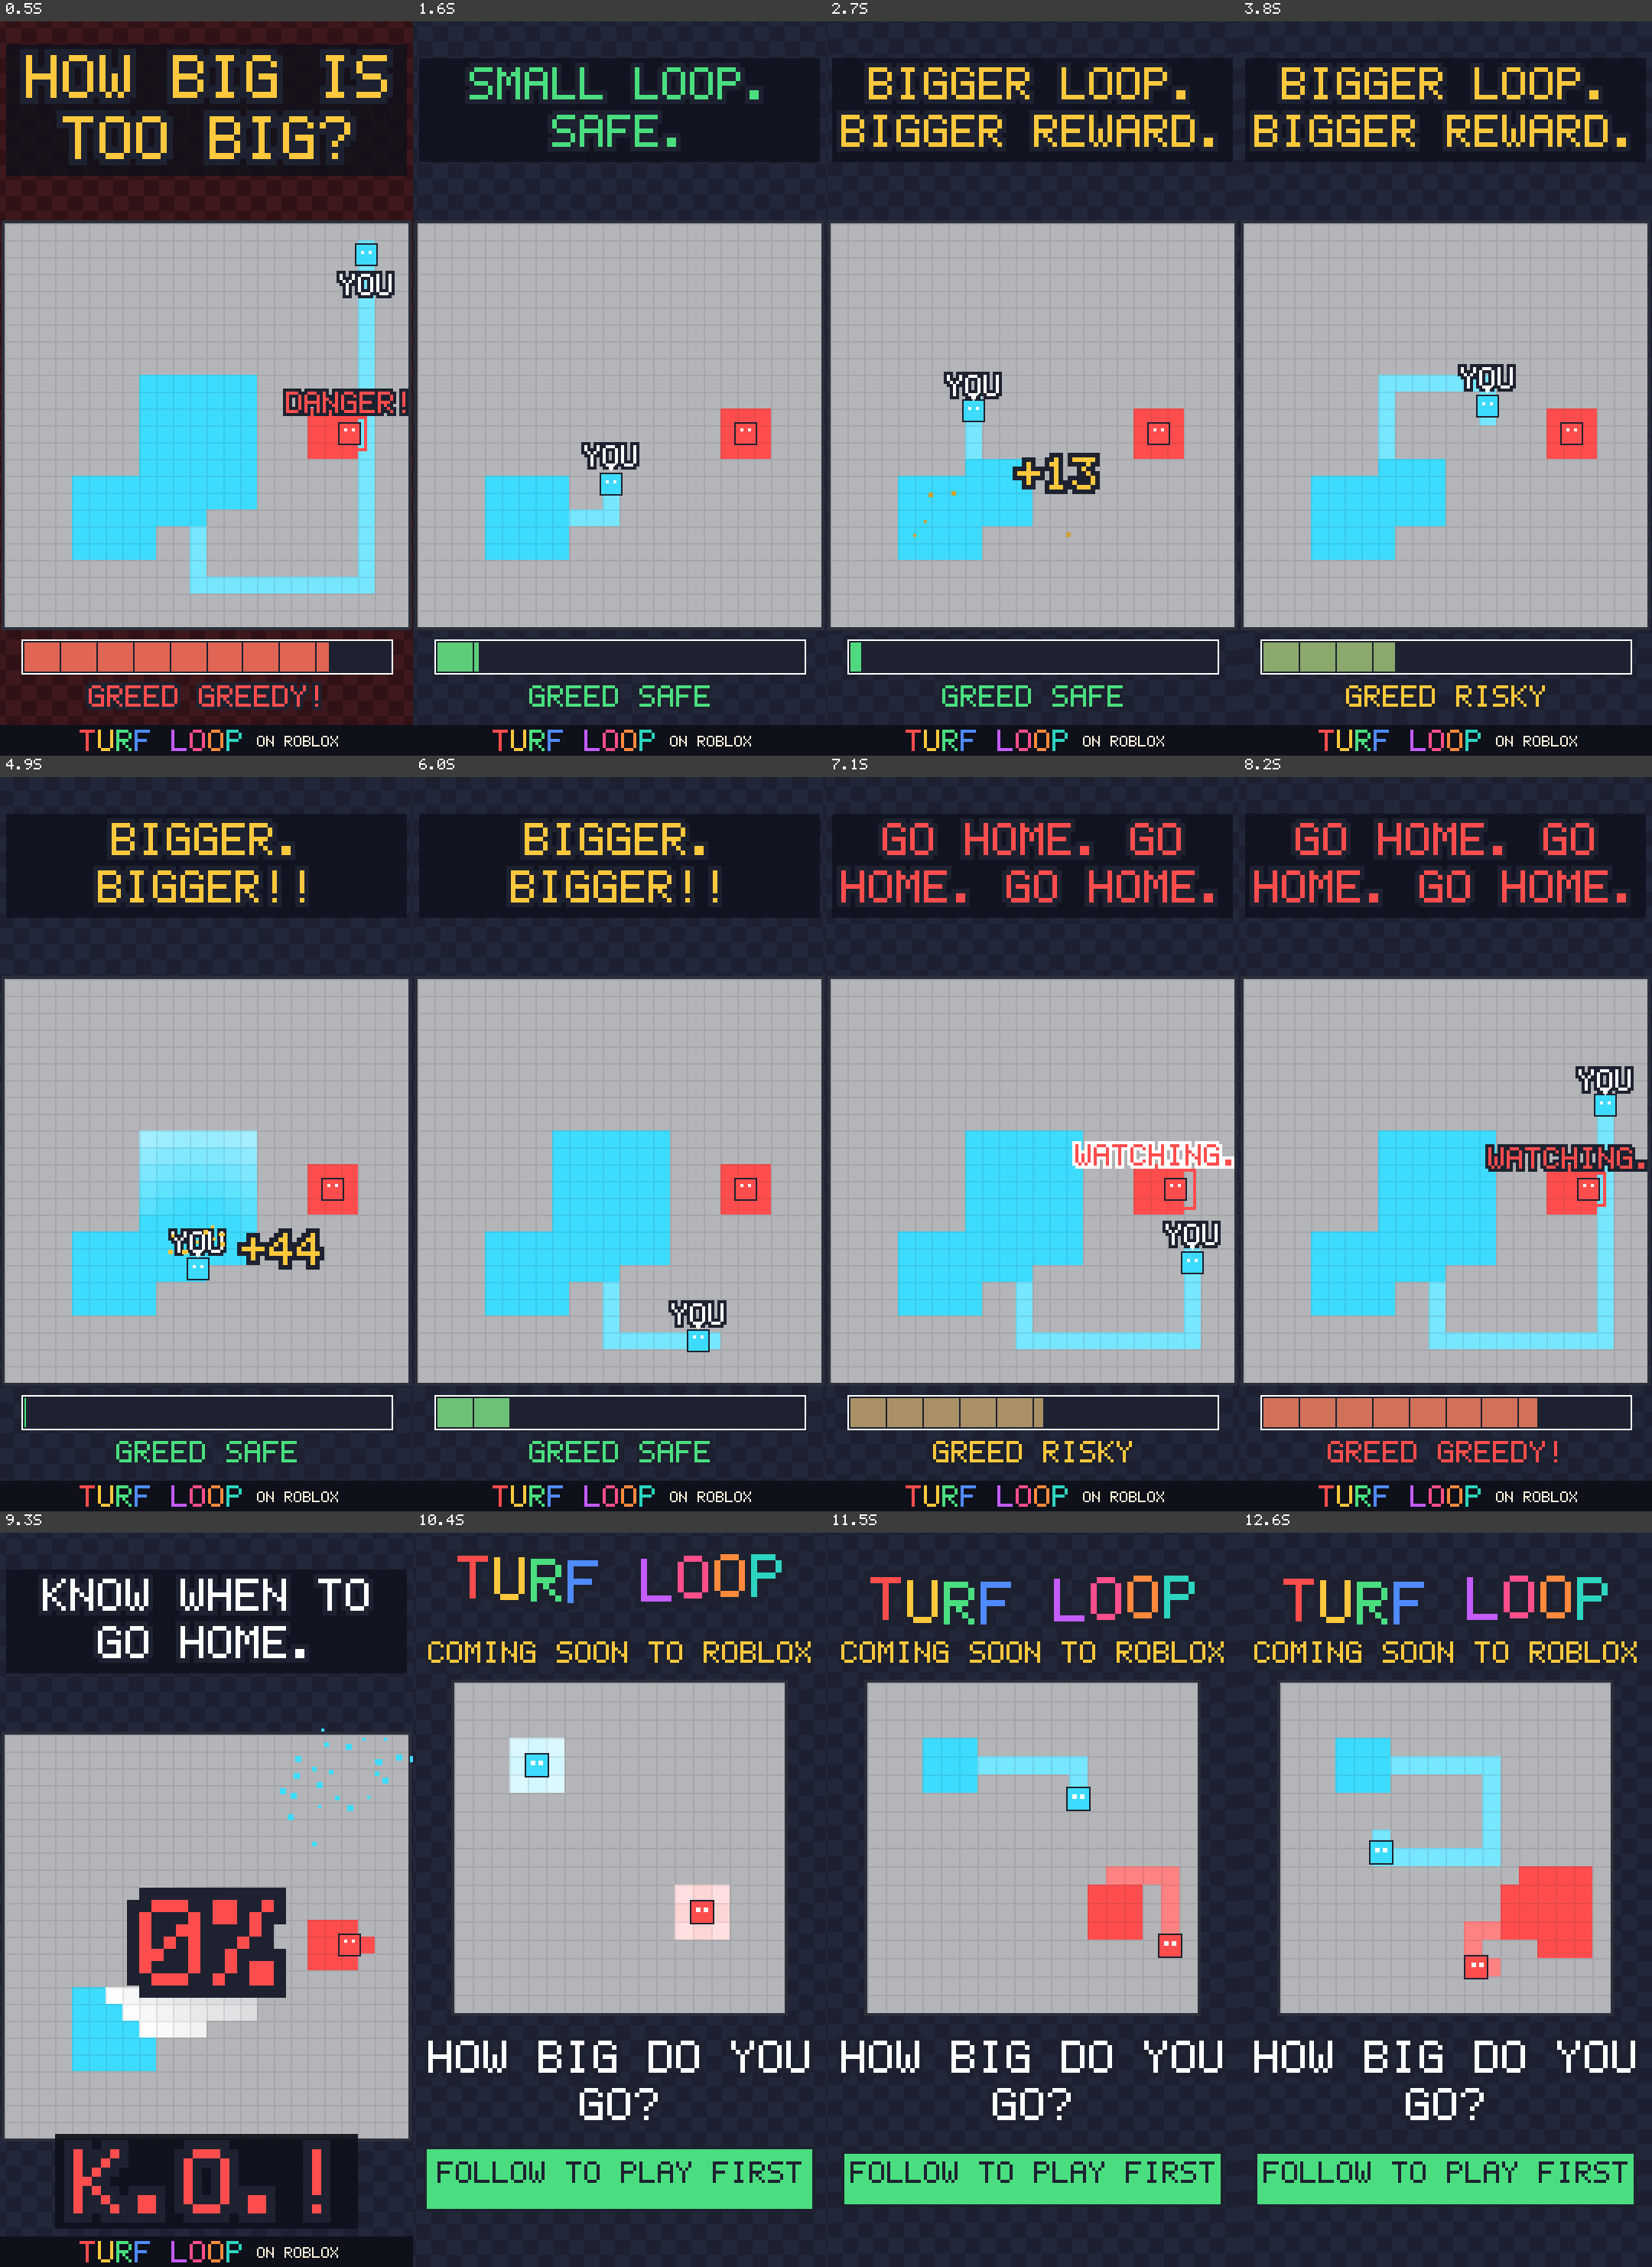 0.5S
HOW BIG IS
TOO BIG?
YOU
DANGER!
GREED GREEDY!
TURF LOOP ON ROBLOX
1.6S
SMALL LOOP.
SAFE.
YOU
GREED SAFE
TURF LOOP ON ROBLOX
2.7S
BIGGER LOOP.
BIGGER REWARD.
YOU
+13
GREED SAFE
TURF LOOP ON ROBLOX
3.8S
BIGGER LOOP.
BIGGER REWARD.
YOU
GREED RISKY
TURF LOOP ON ROBLOX
4.9S
BIGGER.
BIGGER!!
YOU
+44
GREED SAFE
TURF LOOP ON ROBLOX
6.0S
BIGGER.
BIGGER!!
YOU
GREED SAFE
TURF LOOP ON ROBLOX
7.1S
GO HOME. GO
HOME. GO HOME.
WATCHING.
YOU
GREED RISKY
TURF LOOP ON ROBLOX
8.2S
GO HOME. GO
HOME. GO HOME.
YOU
WATCHING.
GREED GREEDY!
TURF LOOP ON ROBLOX
9.3S
KNOW WHEN TO
GO HOME.
0%
K.O.!
TURF LOOP ON ROBLOX
10.4S
TURF LOOP
COMING SOON TO ROBLOX
HOW BIG DO YOU
GO?
FOLLOW TO PLAY FIRST
11.5S
TURF LOOP
COMING SOON TO ROBLOX
HOW BIG DO YOU
GO?
FOLLOW TO PLAY FIRST
12.6S
TURF LOOP
COMING SOON TO ROBLOX
HOW BIG DO YOU
GO?
FOLLOW TO PLAY FIRST